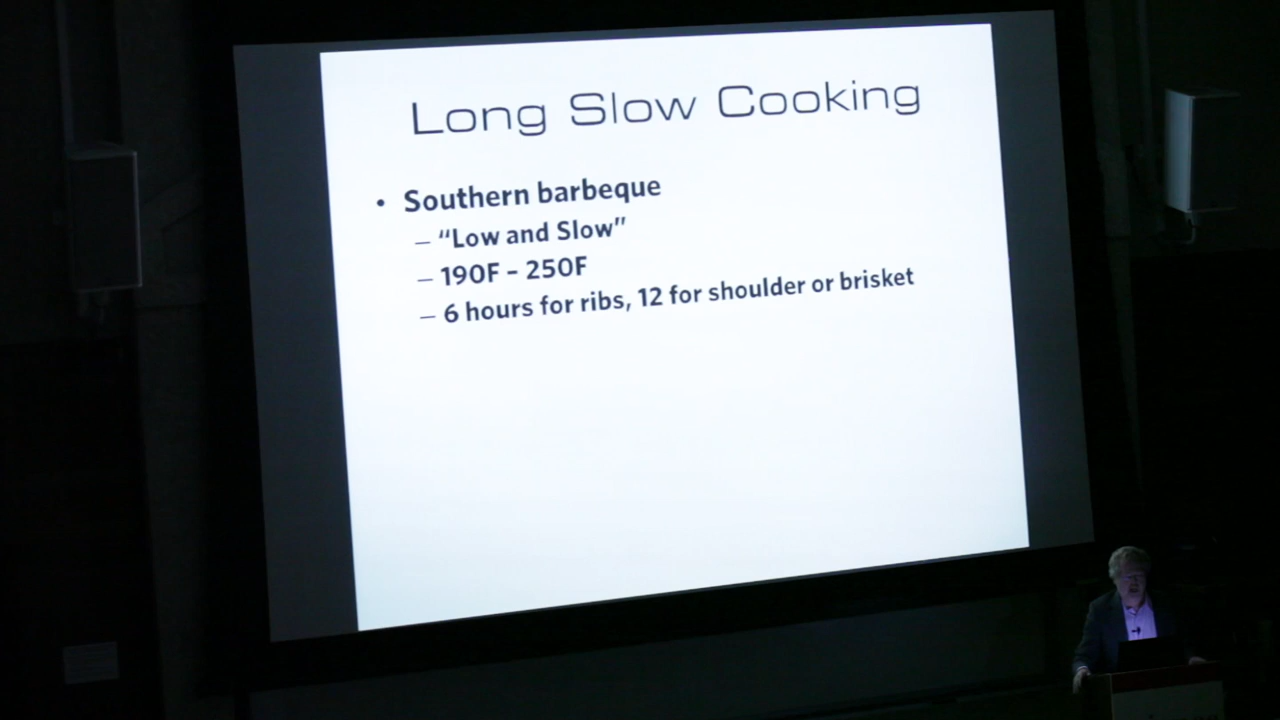 Long Slow Cooking
• Southern barbeque
– “Low and Slow”
– 190F – 250F
– 6 hours for ribs, 12 for shoulder or brisket